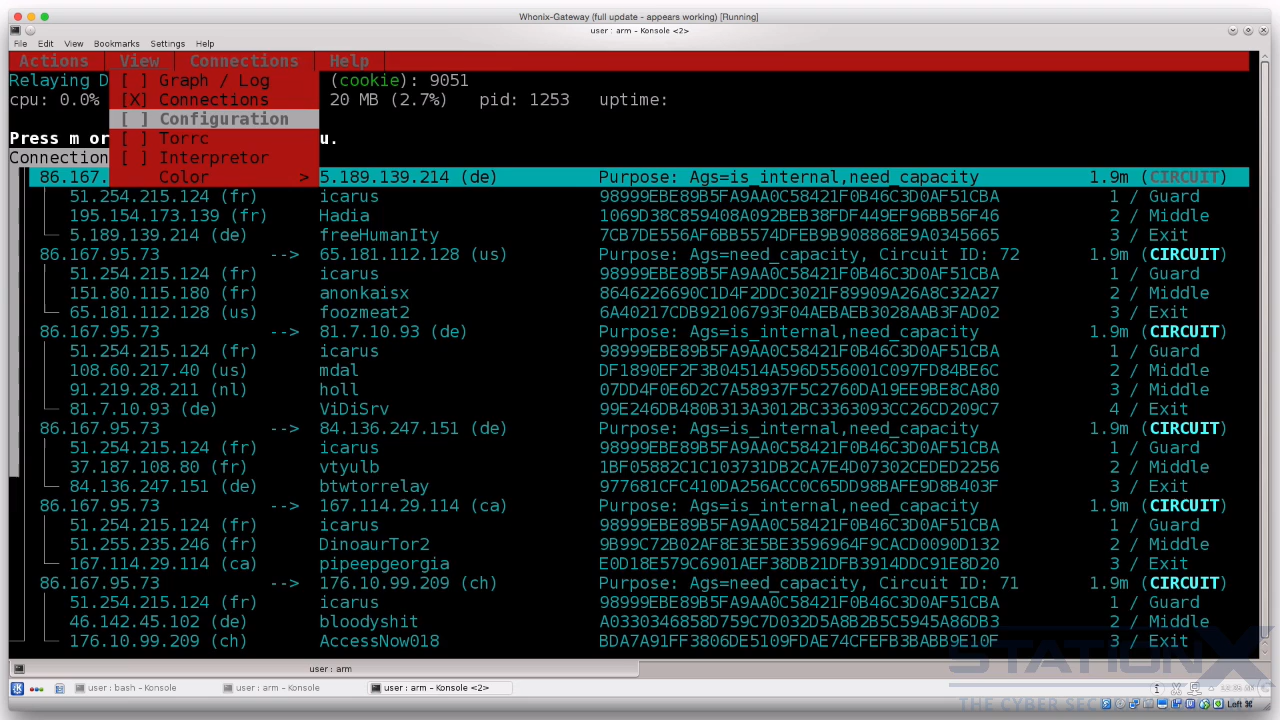 Whonix-Gateway (full update - appears working) [Running]
user : arm - Konsole <2>
File Edit View Bookmarks Settings Help
Actions View Connections Help
Relaying D [ ] Graph / Log (cookie): 9051
cpu: 0.0% [X] Connections 20 MB (2.7%) pid: 1253 uptime:
[ ] Configuration
Press m or [ ] Torrc u.
Connection [ ] Interpretor
86.167. Color > 5.189.139.214 (de) Purpose: Ags=is_internal,need_capacity 1.9m (CIRCUIT)
51.254.215.124 (fr) icarus 98999EBE89B5FA9AA0C58421F0B46C3D0AF51CBA 1 / Guard
195.154.173.139 (fr) Hadia 1069D38C859408A092BEB38FDF449EF96BB56F46 2 / Middle
5.189.139.214 (de) freeHumanIty 7CB7DE556AF6BB5574DFEB9B908868E9A0345665 3 / Exit
86.167.95.73 --> 65.181.112.128 (us) Purpose: Ags=need_capacity, Circuit ID: 72 1.9m (CIRCUIT)
51.254.215.124 (fr) icarus 98999EBE89B5FA9AA0C58421F0B46C3D0AF51CBA 1 / Guard
151.80.115.180 (fr) anonkaisx 8646226690C1D4F2DDC3021F89909A26A8C32A27 2 / Middle
65.181.112.128 (us) foozmeat2 6A40217CDB92106793F04AEBAEB3028AAB3FAD02 3 / Exit
86.167.95.73 --> 81.7.10.93 (de) Purpose: Ags=is_internal,need_capacity 1.9m (CIRCUIT)
51.254.215.124 (fr) icarus 98999EBE89B5FA9AA0C58421F0B46C3D0AF51CBA 1 / Guard
108.60.217.40 (us) mdal DF1890EF2F3B04514A596D556001C097FD84BE6C 2 / Middle
91.219.28.211 (nl) holl 07DD4F0E6D2C7A58937F5C2760DA19EE9BE8CA80 3 / Middle
81.7.10.93 (de) ViDiSrv 99E246DB480B313A3012BC3363093CC26CD209C7 4 / Exit
86.167.95.73 --> 84.136.247.151 (de) Purpose: Ags=is_internal,need_capacity 1.9m (CIRCUIT)
51.254.215.124 (fr) icarus 98999EBE89B5FA9AA0C58421F0B46C3D0AF51CBA 1 / Guard
37.187.108.80 (fr) vtyulb 1BF05882C1C103731DB2CA7E4D07302CEDED2256 2 / Middle
84.136.247.151 (de) btwtorrelay 977681CFC410DA256ACC0C65DD98BAFE9D8B403F 3 / Exit
86.167.95.73 --> 167.114.29.114 (ca) Purpose: Ags=is_internal,need_capacity 1.9m (CIRCUIT)
51.254.215.124 (fr) icarus 98999EBE89B5FA9AA0C58421F0B46C3D0AF51CBA 1 / Guard
51.255.235.246 (fr) DinoaurTor2 9B99C72B02AF8E3E5BE3596964F9CACD0090D132 2 / Middle
167.114.29.114 (ca) pipeepgeorgia E0D18E579C6901AEF38DB21DFB3914DDC91E8D20 3 / Exit
86.167.95.73 --> 176.10.99.209 (ch) Purpose: Ags=need_capacity, Circuit ID: 71 1.9m (CIRCUIT)
51.254.215.124 (fr) icarus 98999EBE89B5FA9AA0C58421F0B46C3D0AF51CBA 1 / Guard
46.142.45.102 (de) bloodyshit A0330346858D759C7D032D5A8B2B5C5945A86DB3 2 / Middle
176.10.99.209 (ch) AccessNow018 BDA7A91FF3806DE5109FDAE74CFEFB3BABB9E10F 3 / Exit
STATIONX
user : arm
user : bash - Konsole user : arm - Konsole user : arm - Konsole <2>
THE CYBER SEC Left ⌘